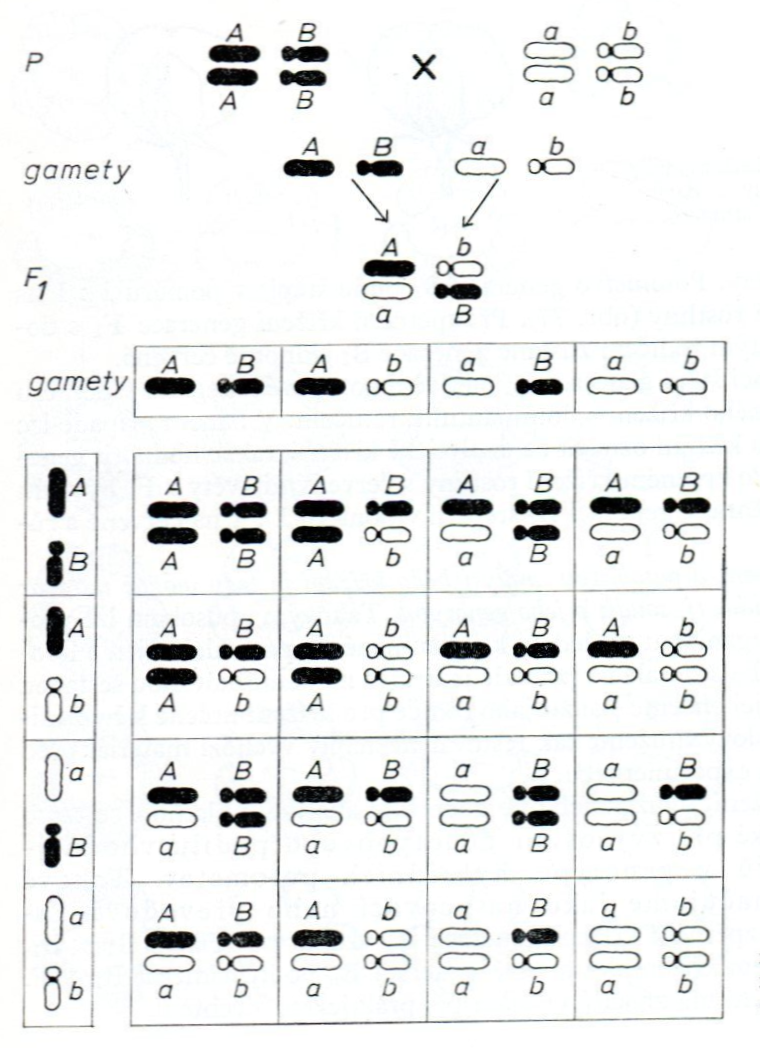 A B a b
P
A B a b
A B a b
gamety
A b
F1
a B
gamety A B A b a B a b
A A B A B A B A B
B A B A b a B a b
A A B A b A B A b
b A b A b a b a b
a A B A B a B a B
B a B a b a B a b
a A B A b a B a b
b a b a b a b a b